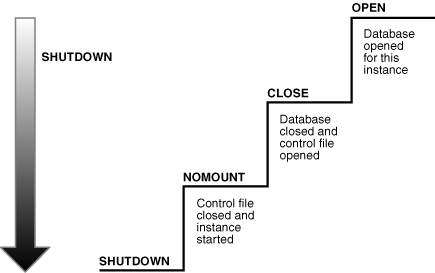 OPEN
Database
opened
for this
instance
SHUTDOWN
CLOSE
Database
closed and
control file
opened
NOMOUNT
Control file
closed and
instance
started
SHUTDOWN